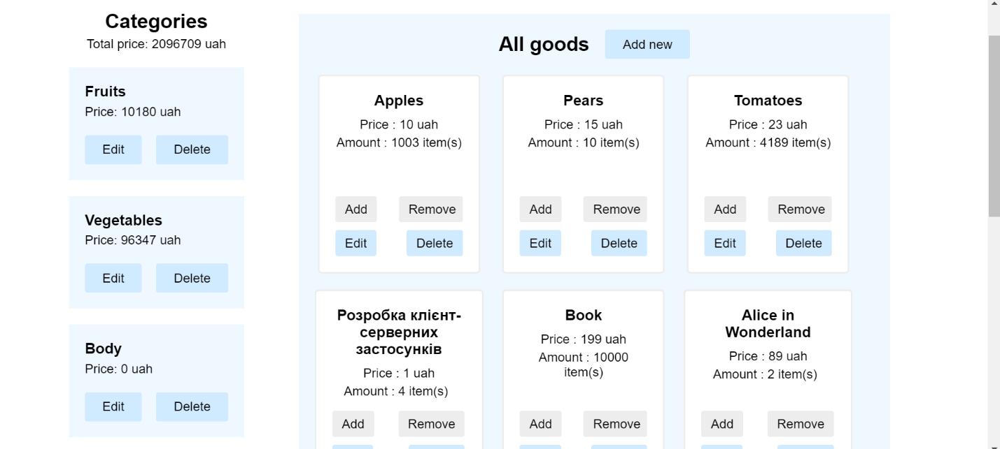 Categories
Total price: 2096709 uah
Fruits
Price: 10180 uah
Edit
Delete
Vegetables
Price: 96347 uah
Edit
Delete
Body
Price: 0 uah
Edit
Delete
All goods
Add new
Apples
Price : 10 uah
Amount : 1003 item(s)
Add
Remove
Edit
Delete
Pears
Price : 15 uah
Amount : 10 item(s)
Add
Remove
Edit
Delete
Tomatoes
Price : 23 uah
Amount : 4189 item(s)
Add
Remove
Edit
Delete
Розробка клієнт-
серверних
застосунків
Price : 1 uah
Amount : 4 item(s)
Add
Remove
Book
Price : 199 uah
Amount : 10000
item(s)
Add
Remove
Alice in
Wonderland
Price : 89 uah
Amount : 2 item(s)
Add
Remove